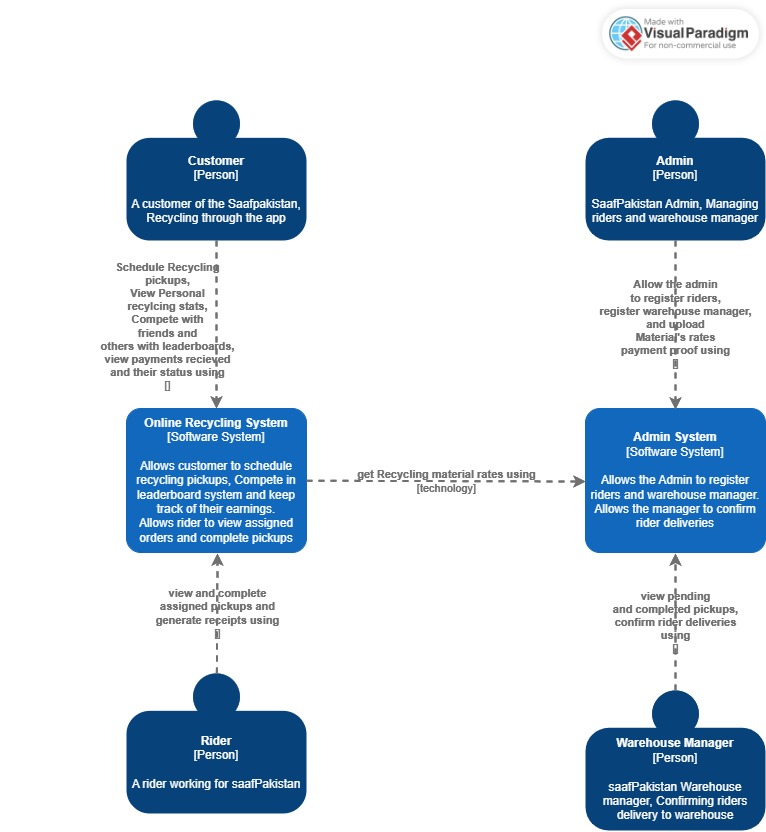 Made with
VisualParadigm
For non-commercial use
Customer
[Person]
A customer of the Saafpakistan,
Recycling through the app
Admin
[Person]
SaafPakistan Admin, Managing
riders and warehouse manager
Schedule Recycling
pickups,
View Personal
recylcing stats,
Compete with
friends and
others with leaderboards,
view payments recieved
and their status using
[]
Allow the admin
to register riders,
register warehouse manager,
and upload
Material's rates
payment proof using
[]
Online Recycling System
[Software System]
Allows customer to schedule
recycling pickups, Compete in
leaderboard system and keep
track of their earnings.
Allows rider to view assigned
orders and complete pickups
get Recycling material rates using
[technology]
Admin System
[Software System]
Allows the Admin to register
riders and warehouse manager.
Allows the manager to confirm
rider deliveries
view and complete
assigned pickups and
generate receipts using
[]
view pending
and completed pickups,
confirm rider deliveries
using
[]
Rider
[Person]
A rider working for saafPakistan
Warehouse Manager
[Person]
saafPakistan Warehouse
manager, Confirming riders
delivery to warehouse